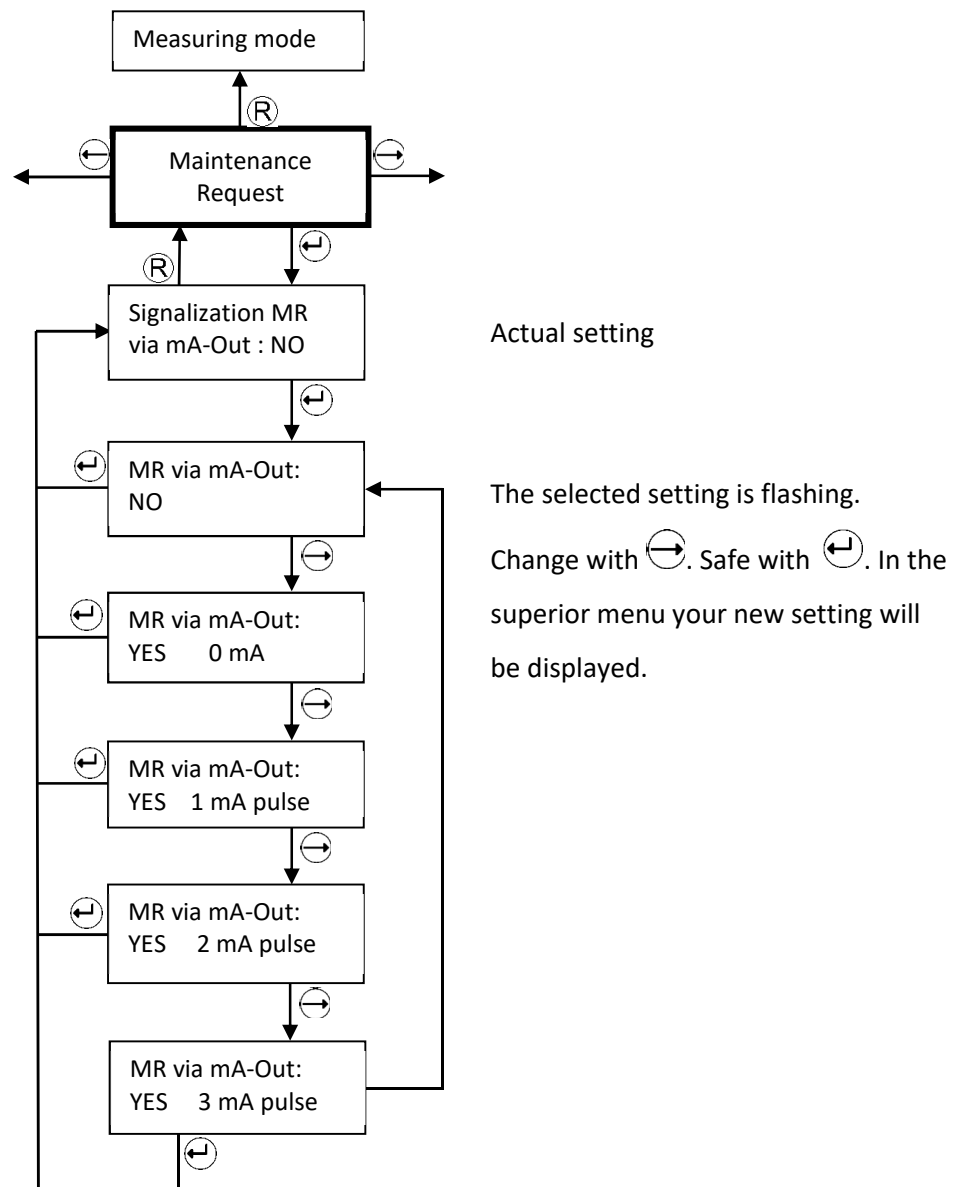 Measuring mode
R
Maintenance
Request
R
Signalization MR
via mA-Out : NO
Actual setting
MR via mA-Out:
NO
The selected setting is flashing.
Change with →. Safe with ↵. In the
superior menu your new setting will
be displayed.
MR via mA-Out:
YES 0 mA
MR via mA-Out:
YES 1 mA pulse
MR via mA-Out:
YES 2 mA pulse
MR via mA-Out:
YES 3 mA pulse